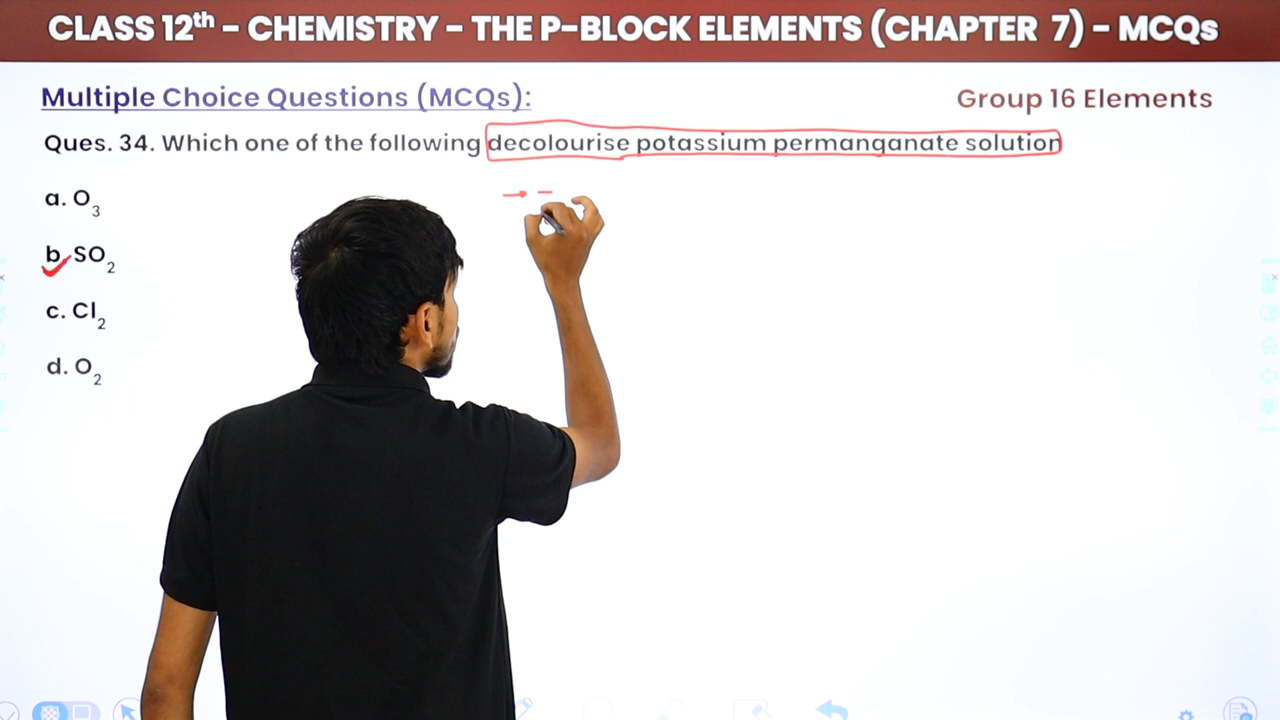 CLASS 12th - CHEMISTRY - THE P-BLOCK ELEMENTS (CHAPTER 7) - MCQs
Multiple Choice Questions (MCQs):
Group 16 Elements
Ques. 34. Which one of the following decolourise potassium permanganate solution
a. O3
b. SO2
c. Cl2
d. O2